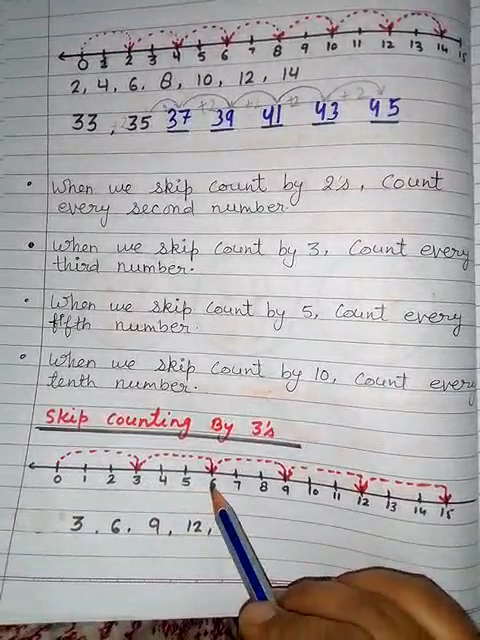 0 1 2 3 4 5 6 7 8 9 10 11 12 13 14 15
2, 4, 6. 8, 10, 12, 14
+2 +2 +2 +2
33, 35 37 39 41 43 45
• When we skip count by 2's, Count
every second number.
• When we skip count by 3, Count every
third number.
• When we skip count by 5, Count every
fifth number.
• When we skip count by 10, Count every
tenth number.
Skip Counting By 3's
0 1 2 3 4 5 6 7 8 9 10 11 12 13 14 15
3. 6. 9, 12,